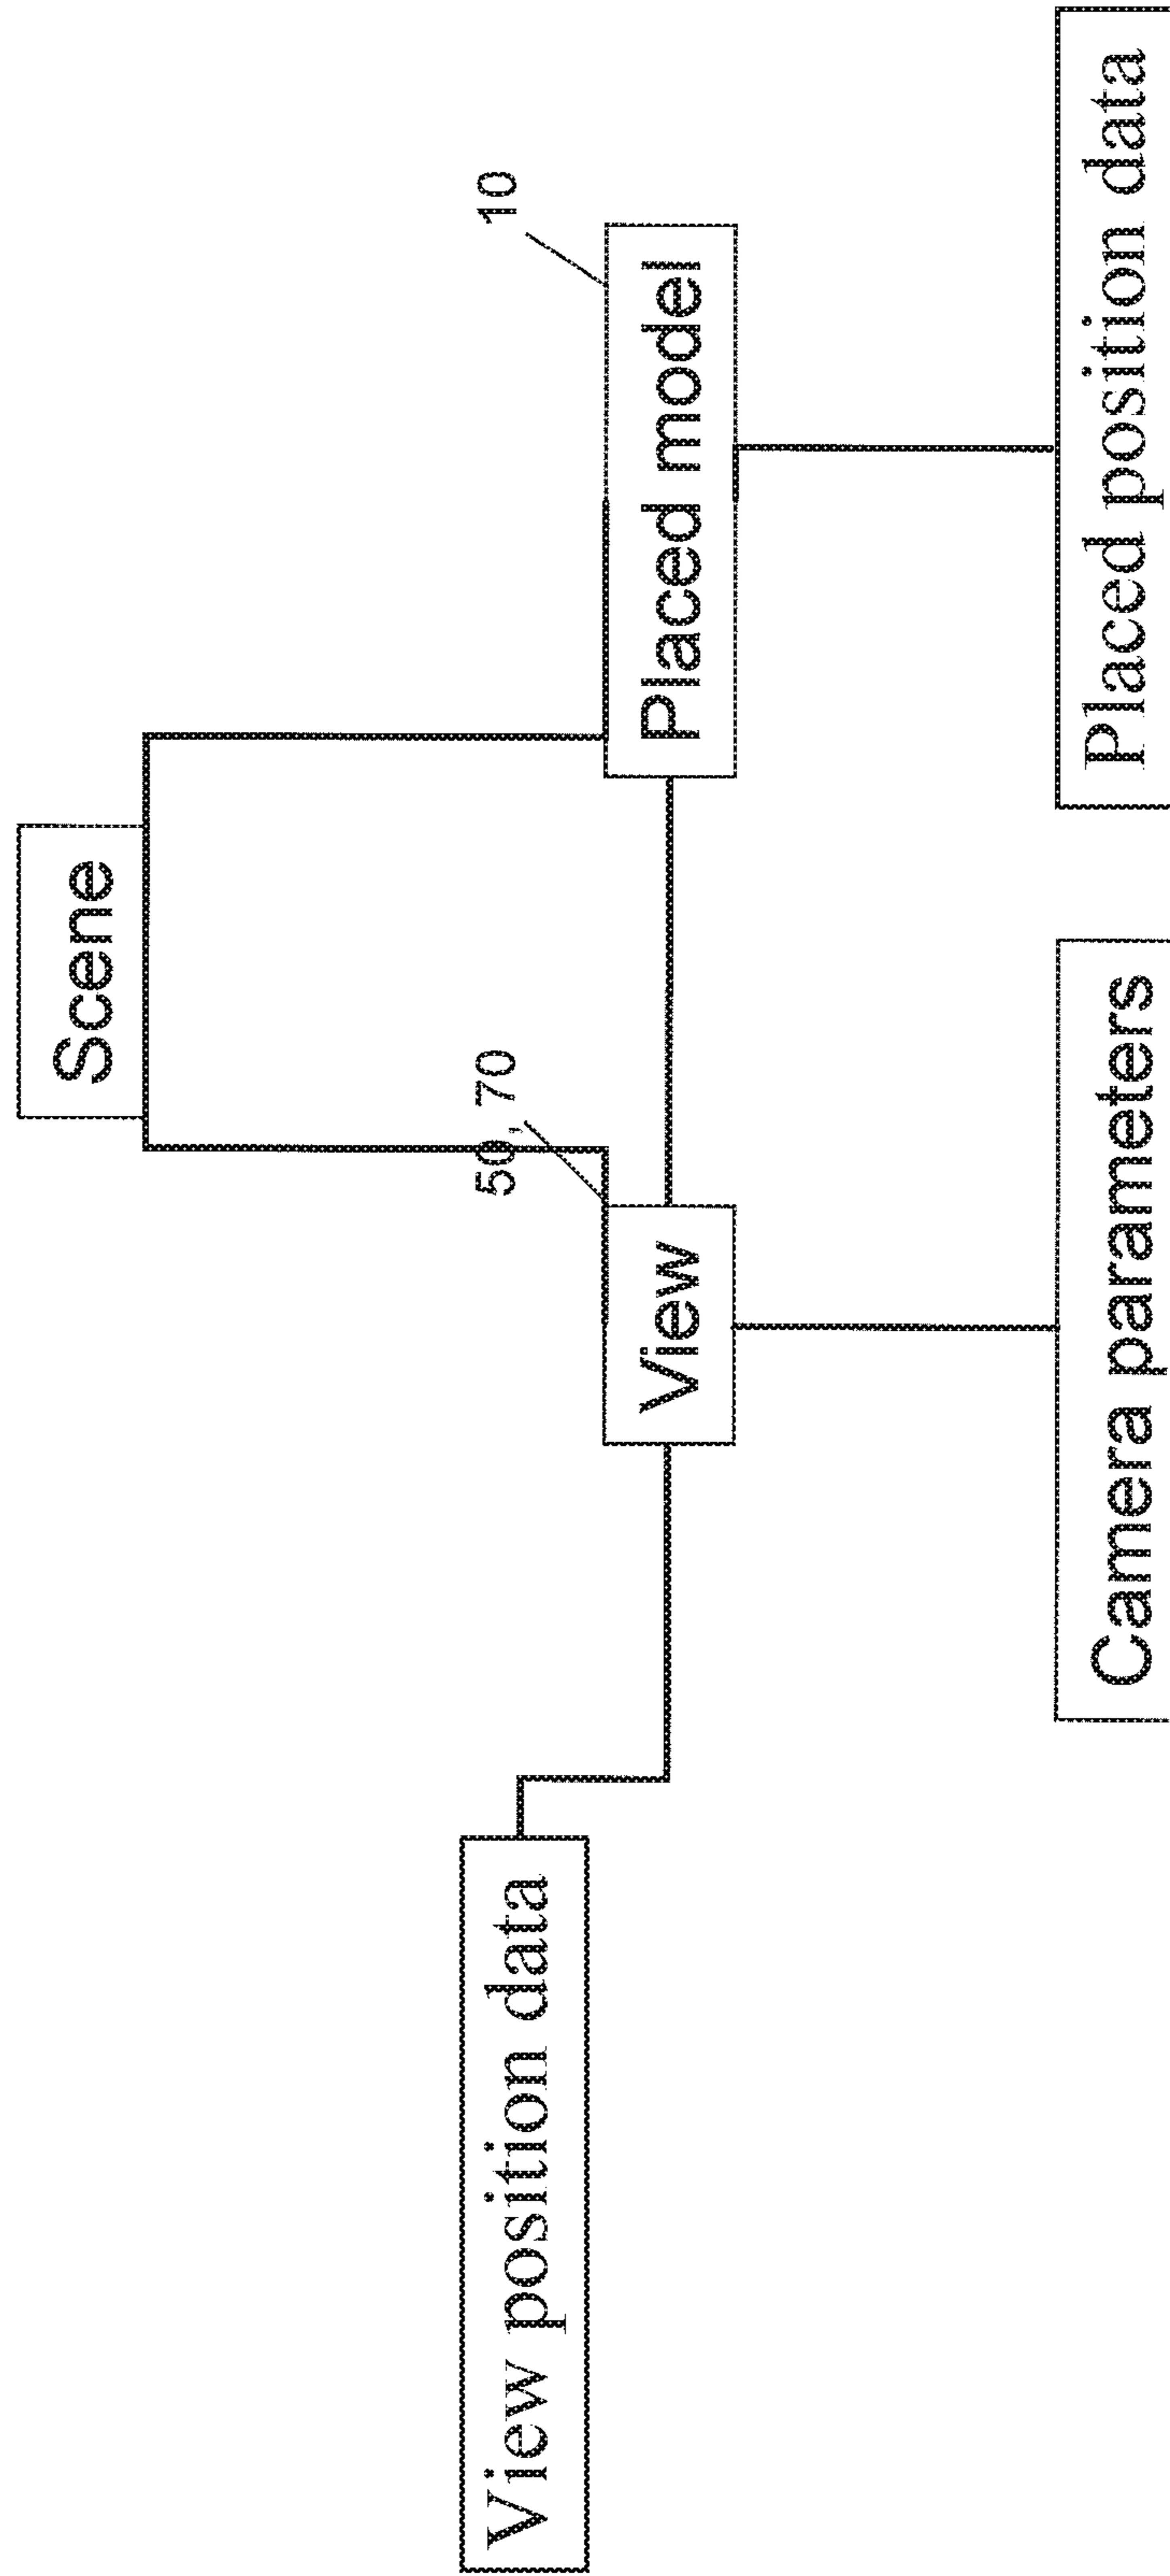 Scene
50, 70
10
View position data
View
Placed model
Camera parameters
Placed position data